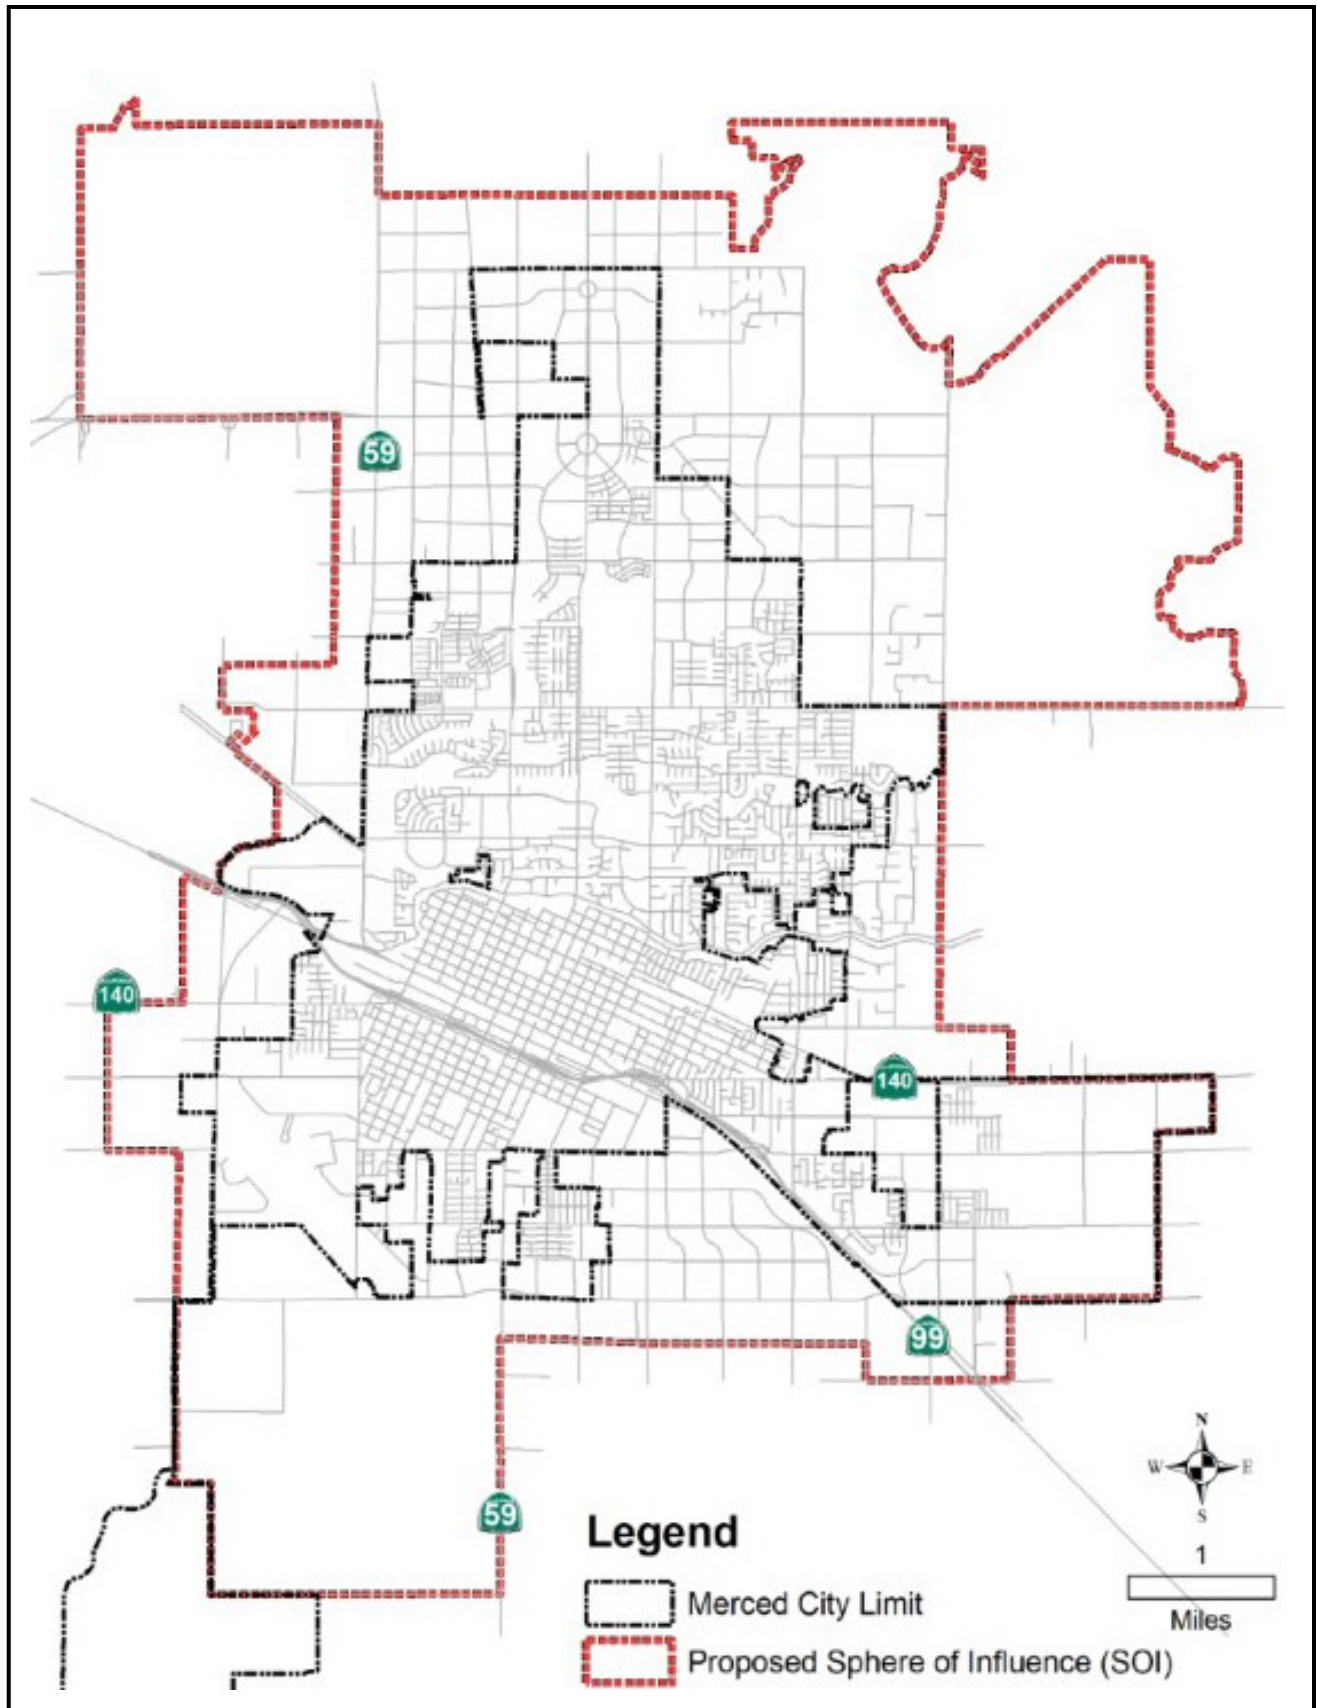 59
140
140
99
N
W E
S
59
Legend
1
Miles
Merced City Limit
Proposed Sphere of Influence (SOI)